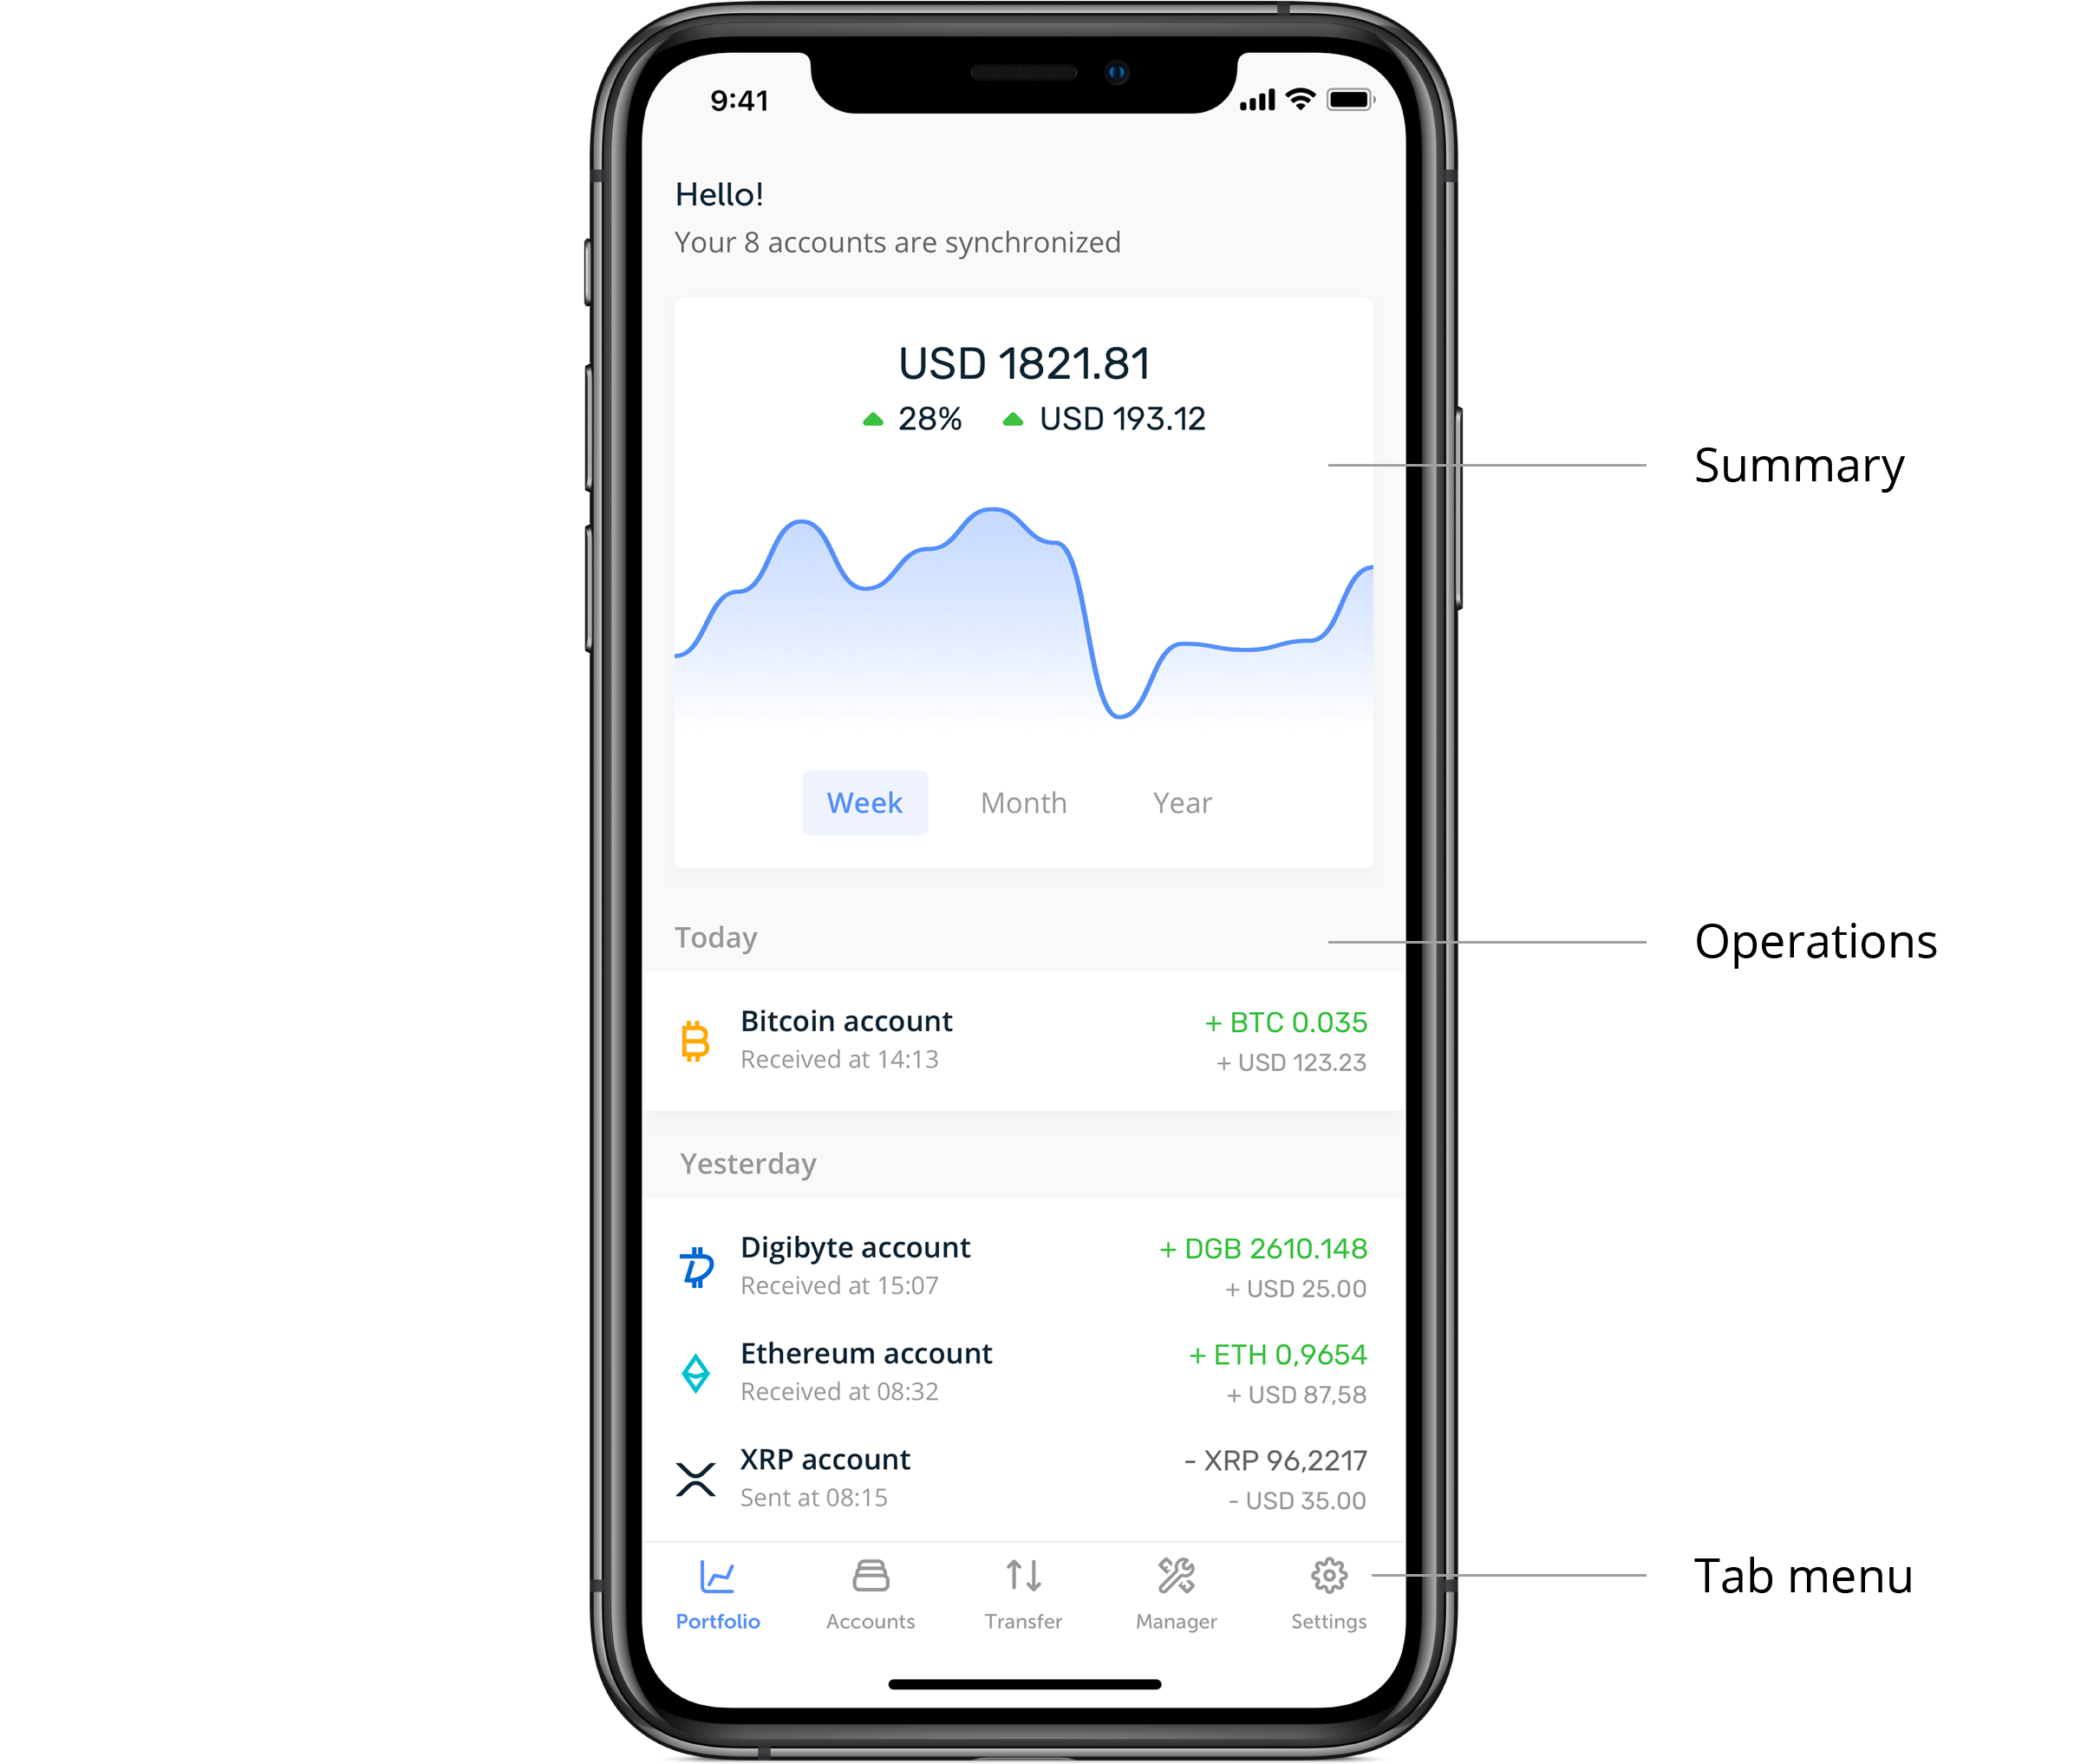 9:41
Hello!
Your 8 accounts are synchronized
USD 1821.81
28% USD 193.12
Summary
Week Month Year
Today
Operations
Bitcoin account + BTC 0.035
Received at 14:13 + USD 123.23
Yesterday
Digibyte account + DGB 2610.148
Received at 15:07 + USD 25.00
Ethereum account + ETH 0,9654
Received at 08:32 + USD 87,58
XRP account - XRP 96,2217
Sent at 08:15 - USD 35.00
Tab menu
Portfolio Accounts Transfer Manager Settings